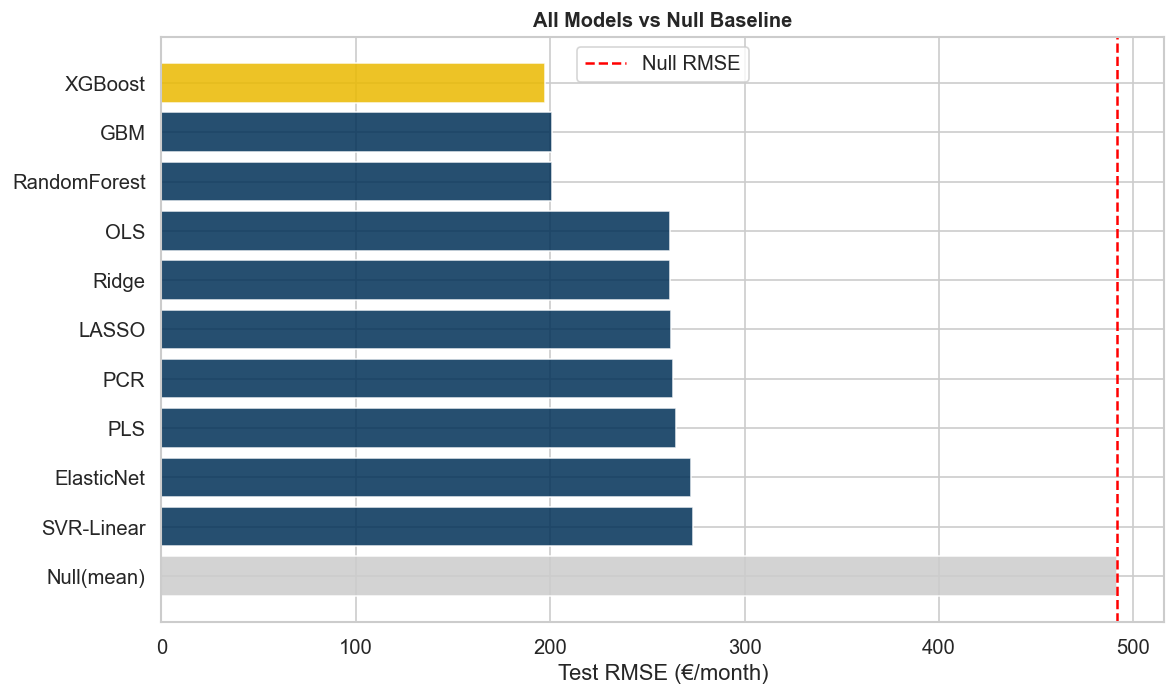 All Models vs Null Baseline
Null RMSE
XGBoost
GBM
RandomForest
OLS
Ridge
LASSO
PCR
PLS
ElasticNet
SVR-Linear
Null(mean)
0 100 200 300 400 500
Test RMSE (€/month)